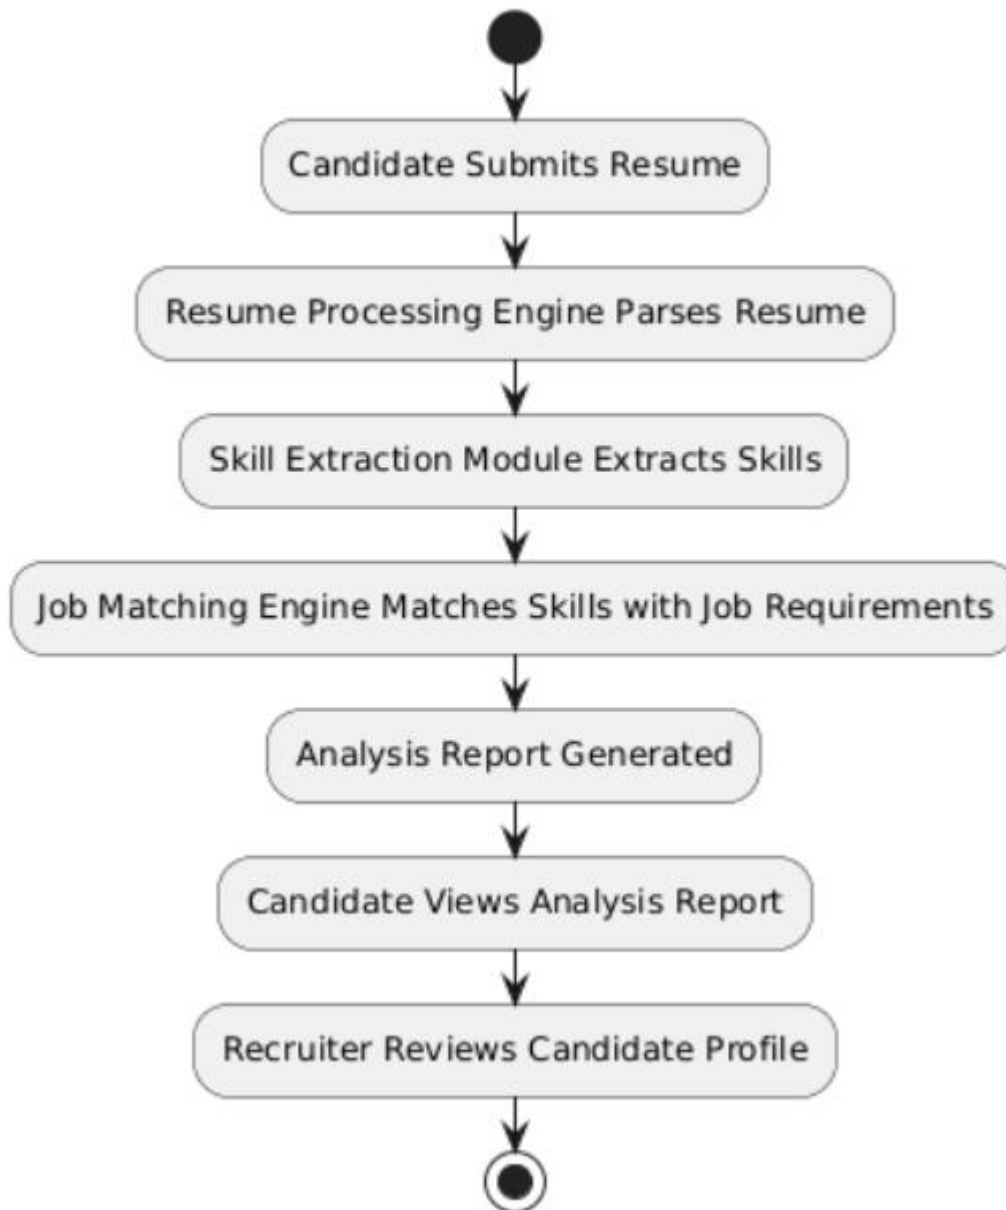 Candidate Submits Resume
Resume Processing Engine Parses Resume
Skill Extraction Module Extracts Skills
Job Matching Engine Matches Skills with Job Requirements
Analysis Report Generated
Candidate Views Analysis Report
Recruiter Reviews Candidate Profile